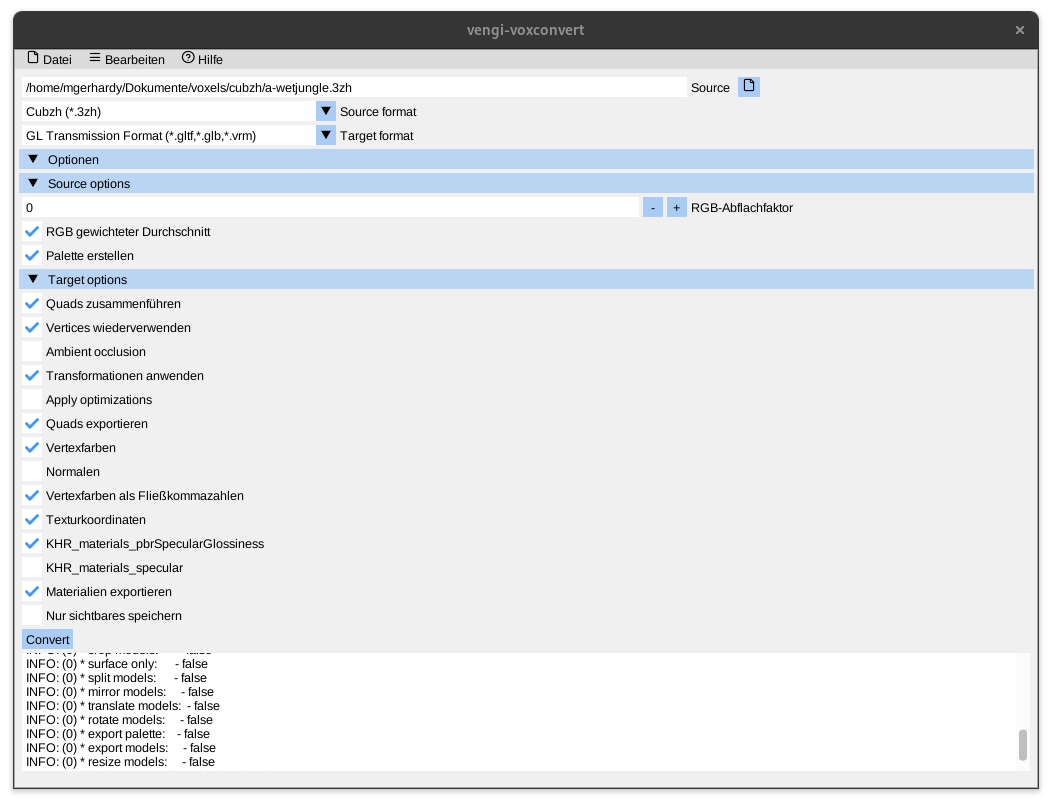 vengi-voxconvert
Datei Bearbeiten Hilfe
/home/mgerhardy/Dokumente/voxels/cubzh/a-wetjungle.3zh Source
Cubzh (*.3zh) Source format
GL Transmission Format (*.gltf,*.glb,*.vrm) Target format
Optionen
Source options
0 - + RGB-Abflachfaktor
RGB gewichteter Durchschnitt
Palette erstellen
Target options
Quads zusammenführen
Vertices wiederverwenden
Ambient occlusion
Transformationen anwenden
Apply optimizations
Quads exportieren
Vertexfarben
Normalen
Vertexfarben als Fließkommazahlen
Texturkoordinaten
KHR_materials_pbrSpecularGlossiness
KHR_materials_specular
Materialien exportieren
Nur sichtbares speichern
Convert
INFO: (0) * crop models: - false
INFO: (0) * surface only: - false
INFO: (0) * split models: - false
INFO: (0) * mirror models: - false
INFO: (0) * translate models: - false
INFO: (0) * rotate models: - false
INFO: (0) * export palette: - false
INFO: (0) * export models: - false
INFO: (0) * resize models: - false